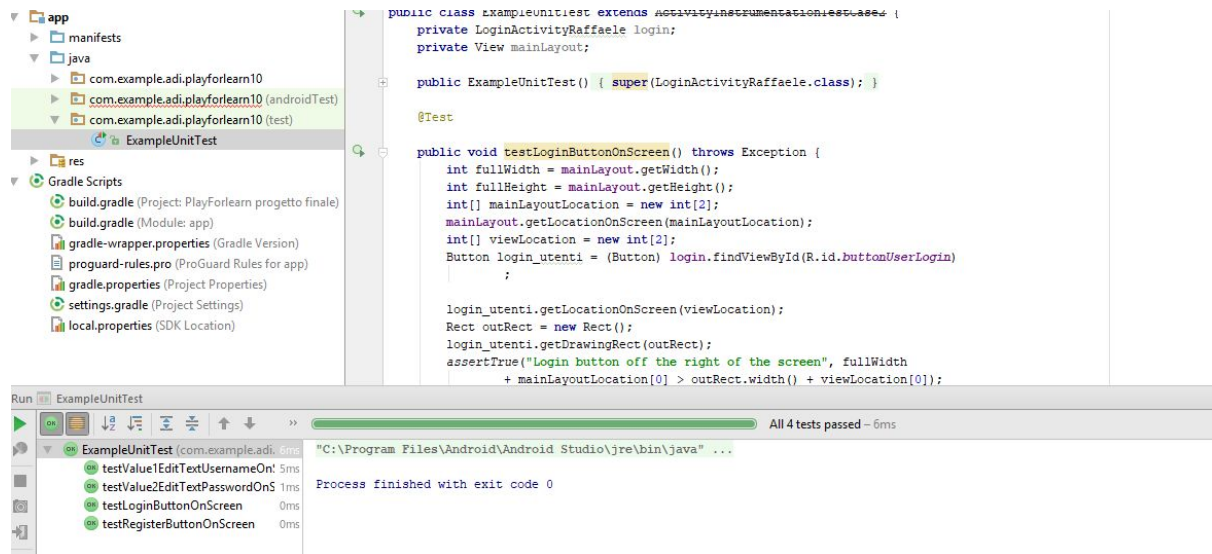 app
manifests
java
com.example.adi.playforlearn10
com.example.adi.playforlearn10 (androidTest)
com.example.adi.playforlearn10 (test)
ExampleUnitTest
res
Gradle Scripts
build.gradle (Project: PlayForlearn progetto finale)
build.gradle (Module: app)
gradle-wrapper.properties (Gradle Version)
proguard-rules.pro (ProGuard Rules for app)
gradle.properties (Project Properties)
settings.gradle (Project Settings)
local.properties (SDK Location)
public class ExampleUnitTest extends ActivityInstrumentationTestCase2 {
private LoginActivityRaffaele login;
private View mainLayout;
public ExampleUnitTest() { super(LoginActivityRaffaele.class); }
@Test
public void testLoginButtonOnScreen() throws Exception {
int fullWidth = mainLayout.getWidth();
int fullHeight = mainLayout.getHeight();
int[] mainLayoutLocation = new int[2];
mainLayout.getLocationOnScreen(mainLayoutLocation);
int[] viewLocation = new int[2];
Button login_utenti = (Button) login.findViewById(R.id.buttonUserLogin)
;
login_utenti.getLocationOnScreen(viewLocation);
Rect outRect = new Rect();
login_utenti.getDrawingRect(outRect);
assertTrue("Login button off the right of the screen", fullWidth
+ mainLayoutLocation[0] > outRect.width() + viewLocation[0]);
Run ExampleUnitTest
All 4 tests passed – 6ms
ExampleUnitTest (com.example.adi. 6ms
testValue1EditTextUsernameOnS 5ms
testValue2EditTextPasswordOnS 1ms
testLoginButtonOnScreen 0ms
testRegisterButtonOnScreen 0ms
"C:\Program Files\Android\Android Studio\jre\bin\java" ...
Process finished with exit code 0